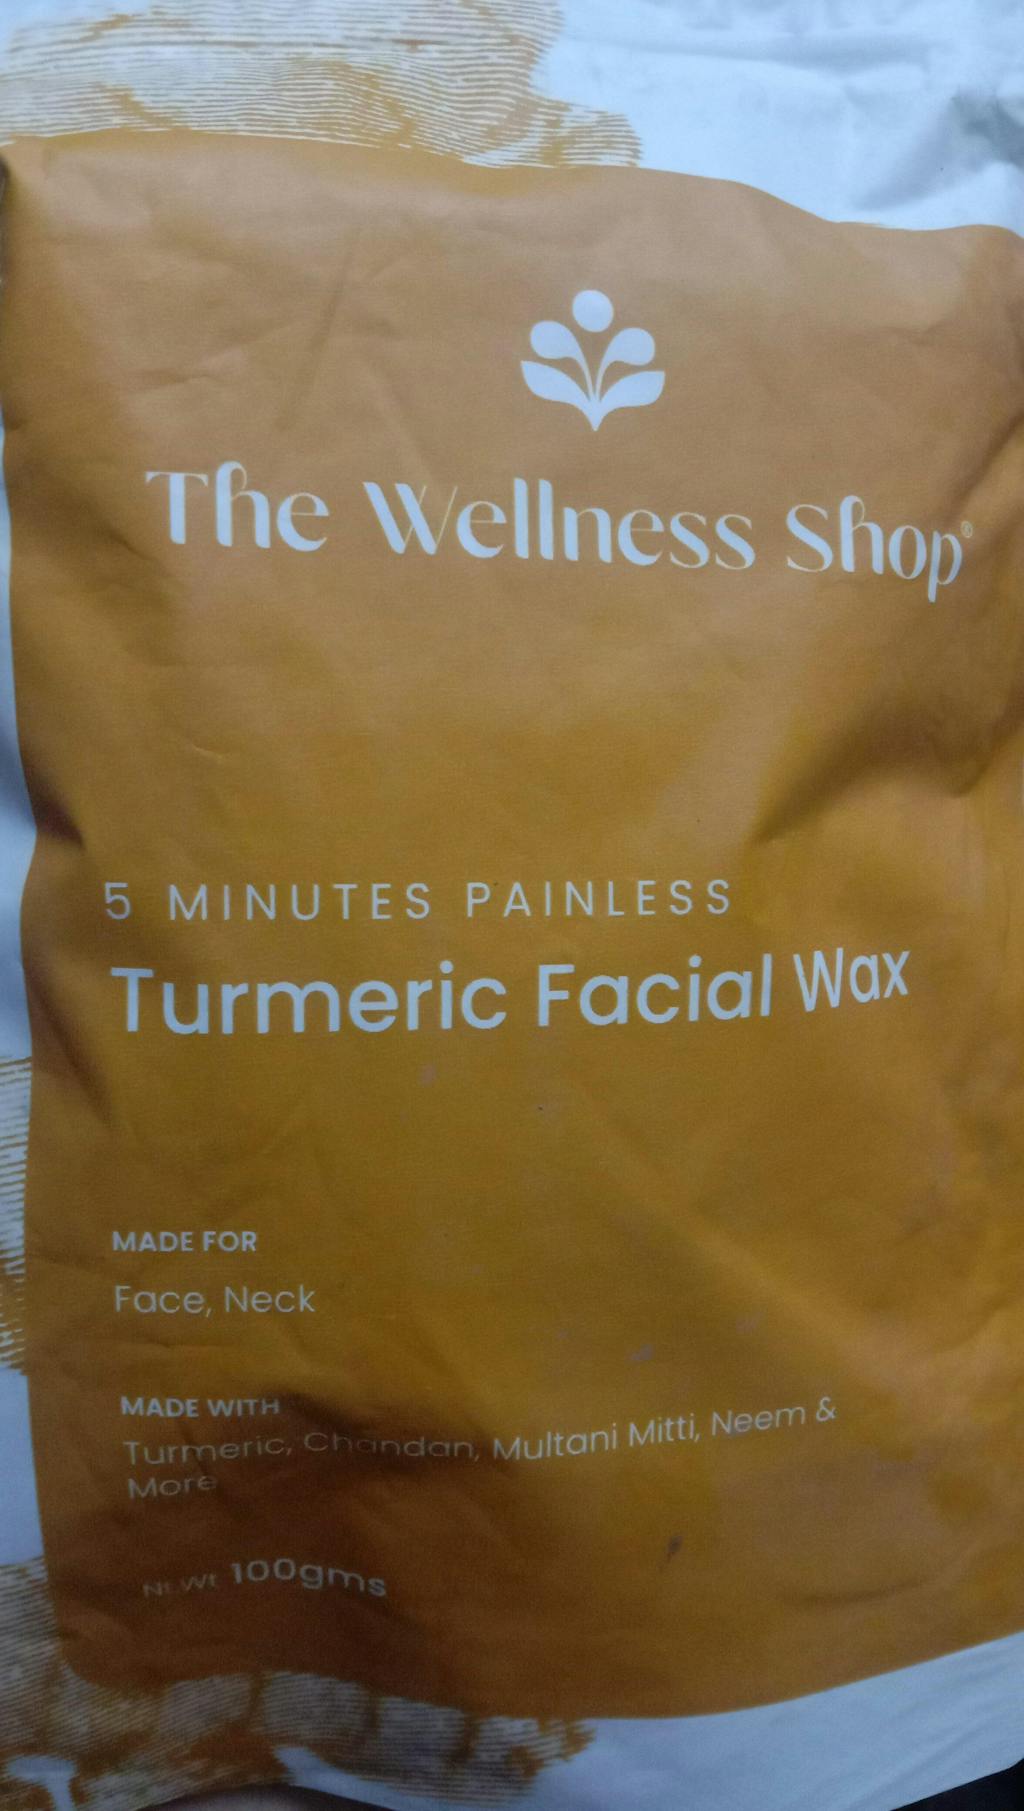 The Wellness Shop®
5 MINUTES PAINLESS
Turmeric Facial Wax
MADE FOR
Face, Neck
MADE WITH
Turmeric, Chandan, Multani Mitti, Neem &
More
Nt. Wt 100gms